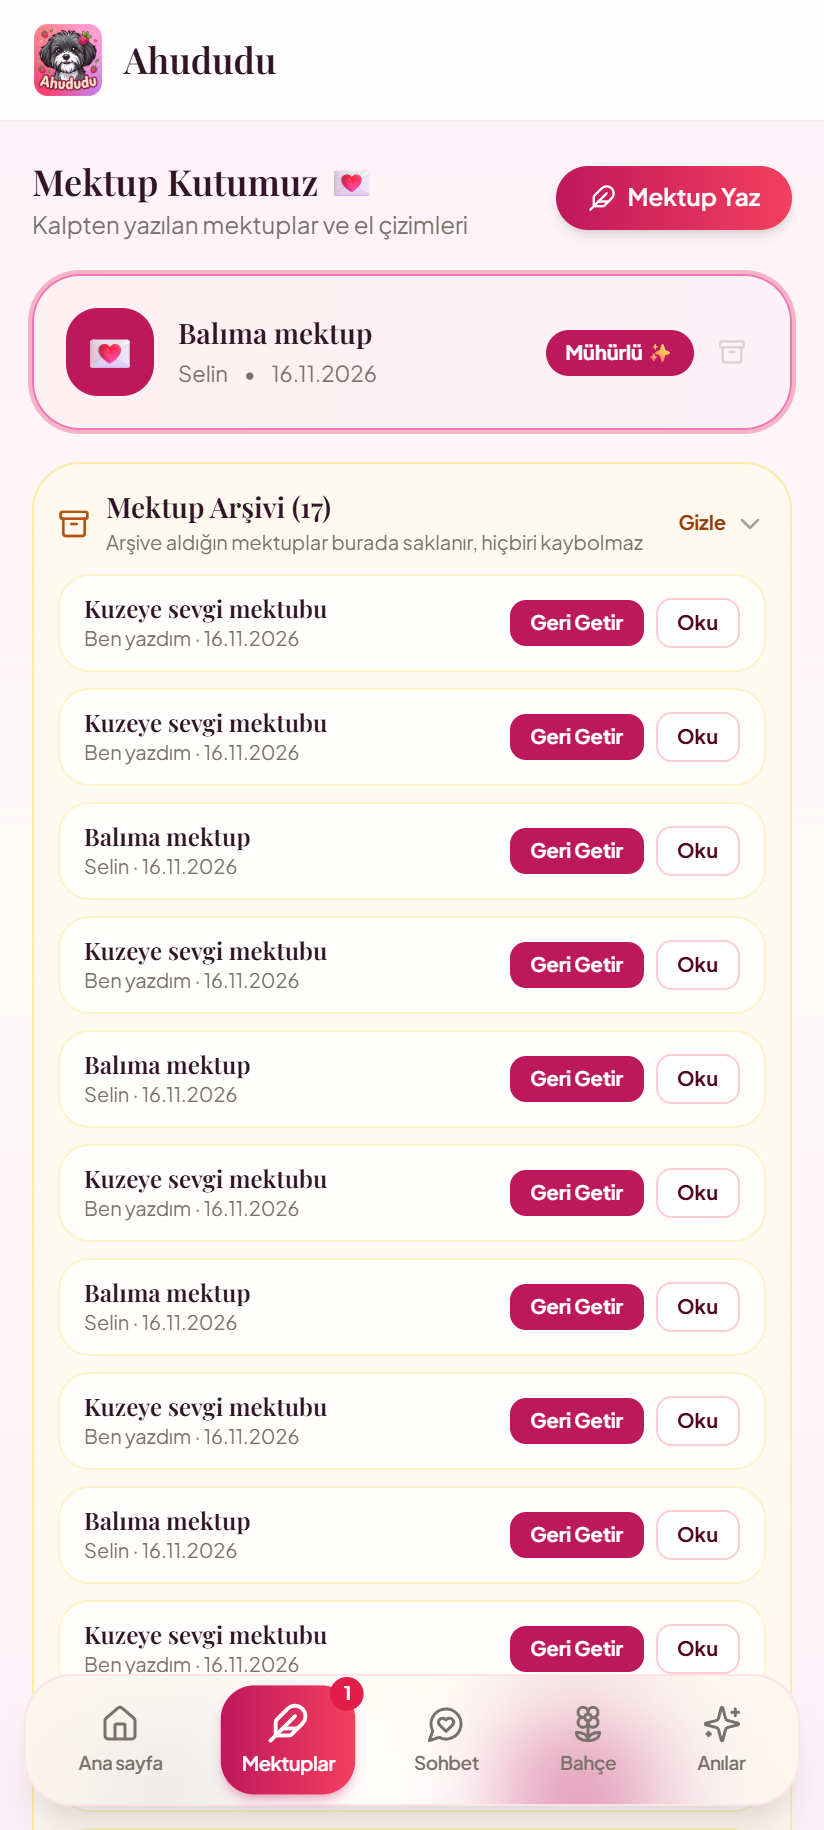 Ahududu
Ahududu
Mektup Kutumuz 💌
Kalpten yazılan mektuplar ve el çizimleri
Mektup Yaz
Balıma mektup
Selin • 16.11.2026
Mühürlü ✨
Mektup Arşivi (17)
Arşive aldığın mektuplar burada saklanır, hiçbiri kaybolmaz
Gizle
Kuzeye sevgi mektubu
Ben yazdım · 16.11.2026
Geri Getir
Oku
Kuzeye sevgi mektubu
Ben yazdım · 16.11.2026
Geri Getir
Oku
Balıma mektup
Selin · 16.11.2026
Geri Getir
Oku
Kuzeye sevgi mektubu
Ben yazdım · 16.11.2026
Geri Getir
Oku
Balıma mektup
Selin · 16.11.2026
Geri Getir
Oku
Kuzeye sevgi mektubu
Ben yazdım · 16.11.2026
Geri Getir
Oku
Balıma mektup
Selin · 16.11.2026
Geri Getir
Oku
Kuzeye sevgi mektubu
Ben yazdım · 16.11.2026
Geri Getir
Oku
Balıma mektup
Selin · 16.11.2026
Geri Getir
Oku
Kuzeye sevgi mektubu
Ben yazdım · 16.11.2026
Geri Getir
Oku
Ana sayfa
Mektuplar
1
Sohbet
Bahçe
Anılar